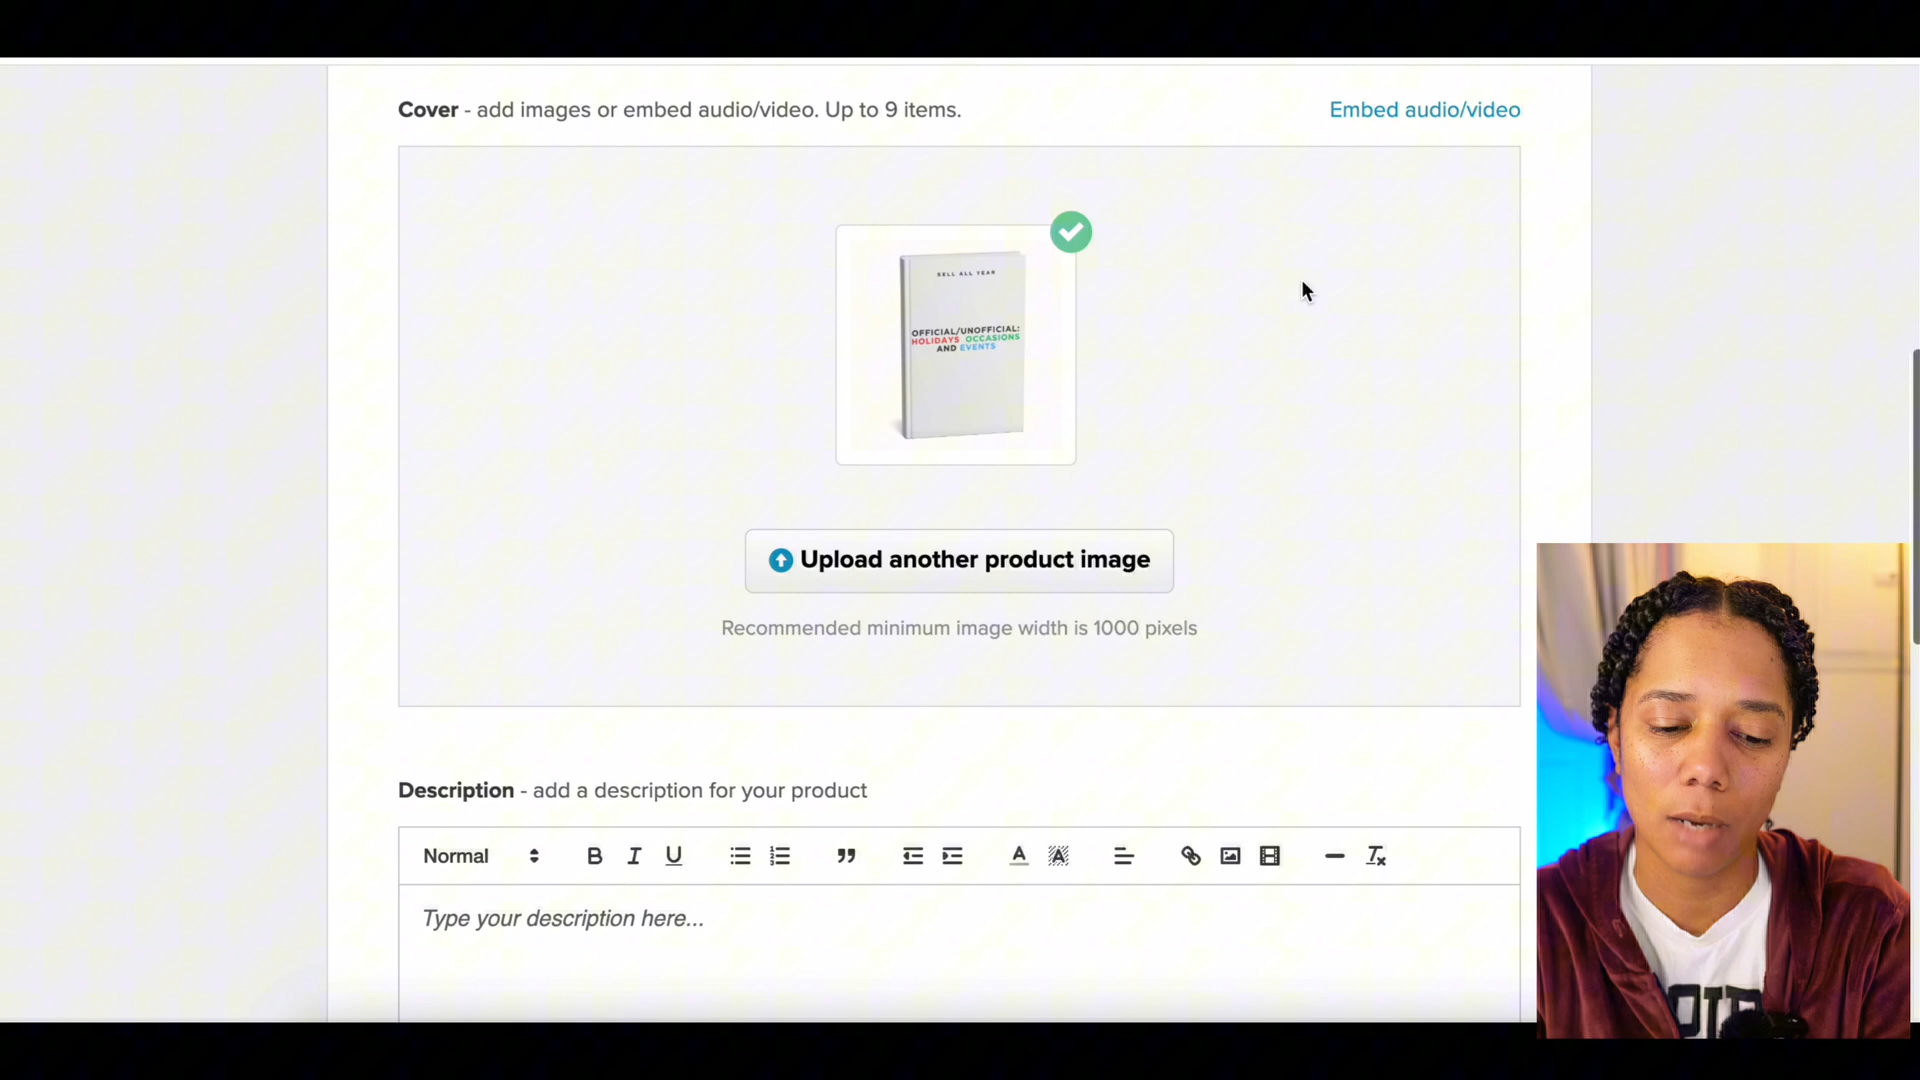 Cover - add images or embed audio/video. Up to 9 items.
Embed audio/video
SELL ALL YEAR
OFFICIAL/UNOFFICIAL:
HOLIDAYS OCCASIONS
AND EVENTS
Upload another product image
Recommended minimum image width is 1000 pixels
Description - add a description for your product
Normal
Type your description here...